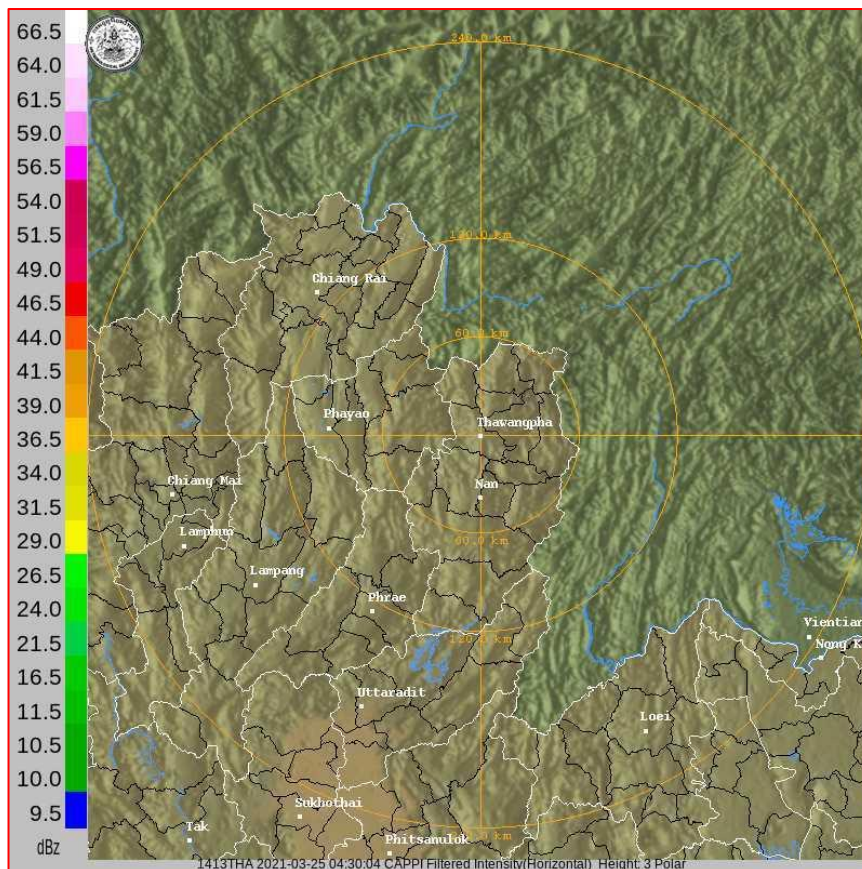 66.5
64.0
61.5
59.0
56.5
54.0
51.5
49.0
46.5
44.0
41.5
39.0
36.5
34.0
31.5
29.0
26.5
24.0
21.5
16.5
11.5
10.5
10.0
9.5
dBz
240.0 km
60.0 km
Chiang Rai
Phayao
Thawangpha
Chiang Mai
Nan
Lamphun
60.0 km
Lampang
Phrae
Vientian
Nong K
Uttaradit
Loei
Sukhothai
Tak
Phitsanulok
1413THA 2021-03-25 04:30:04 CAPPI Filtered Intensity(Horizontal) Height: 3 Polar